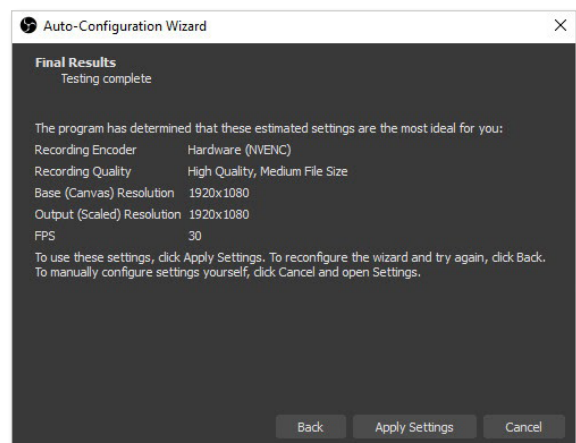 Auto-Configuration Wizard
Final Results
Testing complete
The program has determined that these estimated settings are the most ideal for you:
Recording Encoder Hardware (NVENC)
Recording Quality High Quality, Medium File Size
Base (Canvas) Resolution 1920x1080
Output (Scaled) Resolution 1920x1080
FPS 30
To use these settings, click Apply Settings. To reconfigure the wizard and try again, click Back.
To manually configure settings yourself, click Cancel and open Settings.
Back Apply Settings Cancel